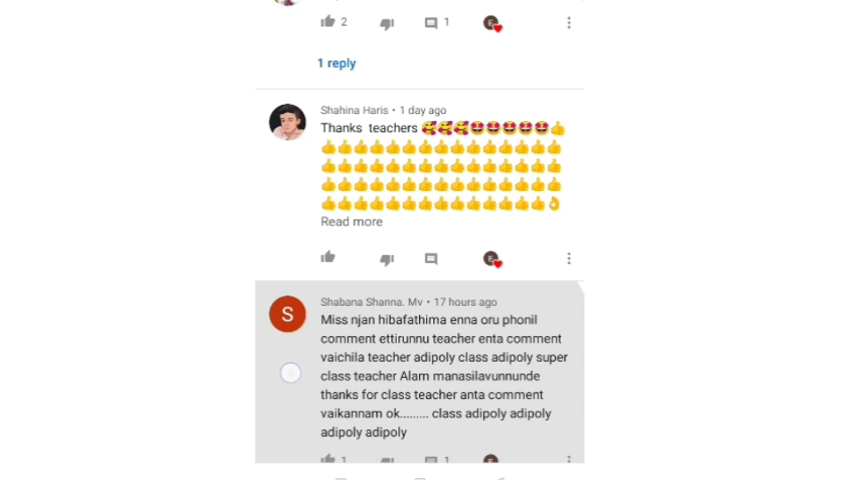 2
1
1 reply
Shahina Haris • 1 day ago
Thanks teachers 🥰🥰🥰🤩🤩🤩🤩🤩👍
👍👍👍👍👍👍👍👍👍👍👍👍👍👍👍
👍👍👍👍👍👍👍👍👍👍👍👍👍👍👍
👍👍👍👍👍👍👍👍👍👍👍👍👍👍👍
👍👍👍👍👍👍👍👍👍👍👍👍👍👍👌
Read more
S
Shabana Shanna. Mv • 17 hours ago
Miss njan hibafathima enna oru phonil
comment ettirunnu teacher enta comment
vaichila teacher adipoly class adipoly super
class teacher Alam manasilavunnunde
thanks for class teacher anta comment
vaikannam ok......... class adipoly adipoly
adipoly adipoly
1
1